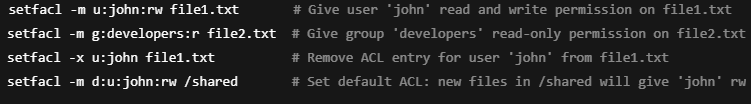 setfacl -m u:john:rw file1.txt # Give user 'john' read and write permission on file1.txt
setfacl -m g:developers:r file2.txt # Give group 'developers' read-only permission on file2.txt
setfacl -x u:john file1.txt # Remove ACL entry for user 'john' from file1.txt
setfacl -m d:u:john:rw /shared # Set default ACL: new files in /shared will give 'john' rw